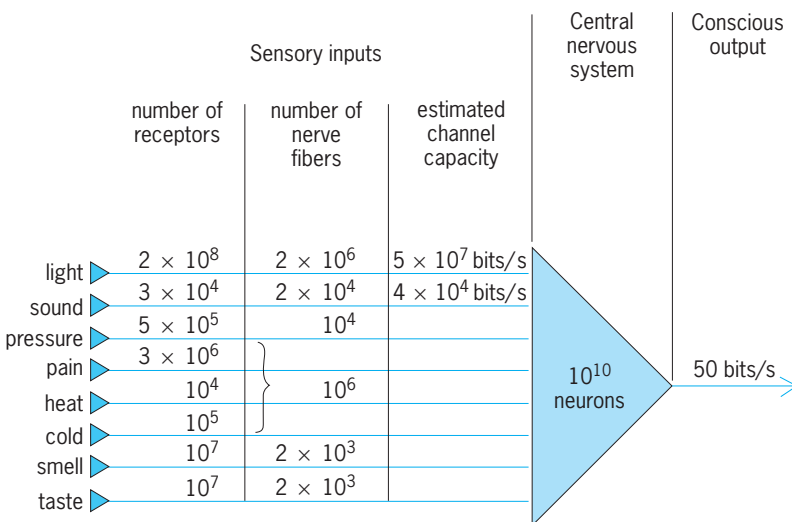 Sensory inputs
Central
nervous
system
Conscious
output
number of
receptors
number of
nerve
fibers
estimated
channel
capacity
light 2 × 10⁸ 2 × 10⁶ 5 × 10⁷ bits/s
sound 3 × 10⁴ 2 × 10⁴ 4 × 10⁴ bits/s
pressure 5 × 10⁵ 10⁴
pain 3 × 10⁶
heat 10⁴ 10⁶
cold 10⁵
smell 10⁷ 2 × 10³
taste 10⁷ 2 × 10³
10¹⁰
neurons
50 bits/s